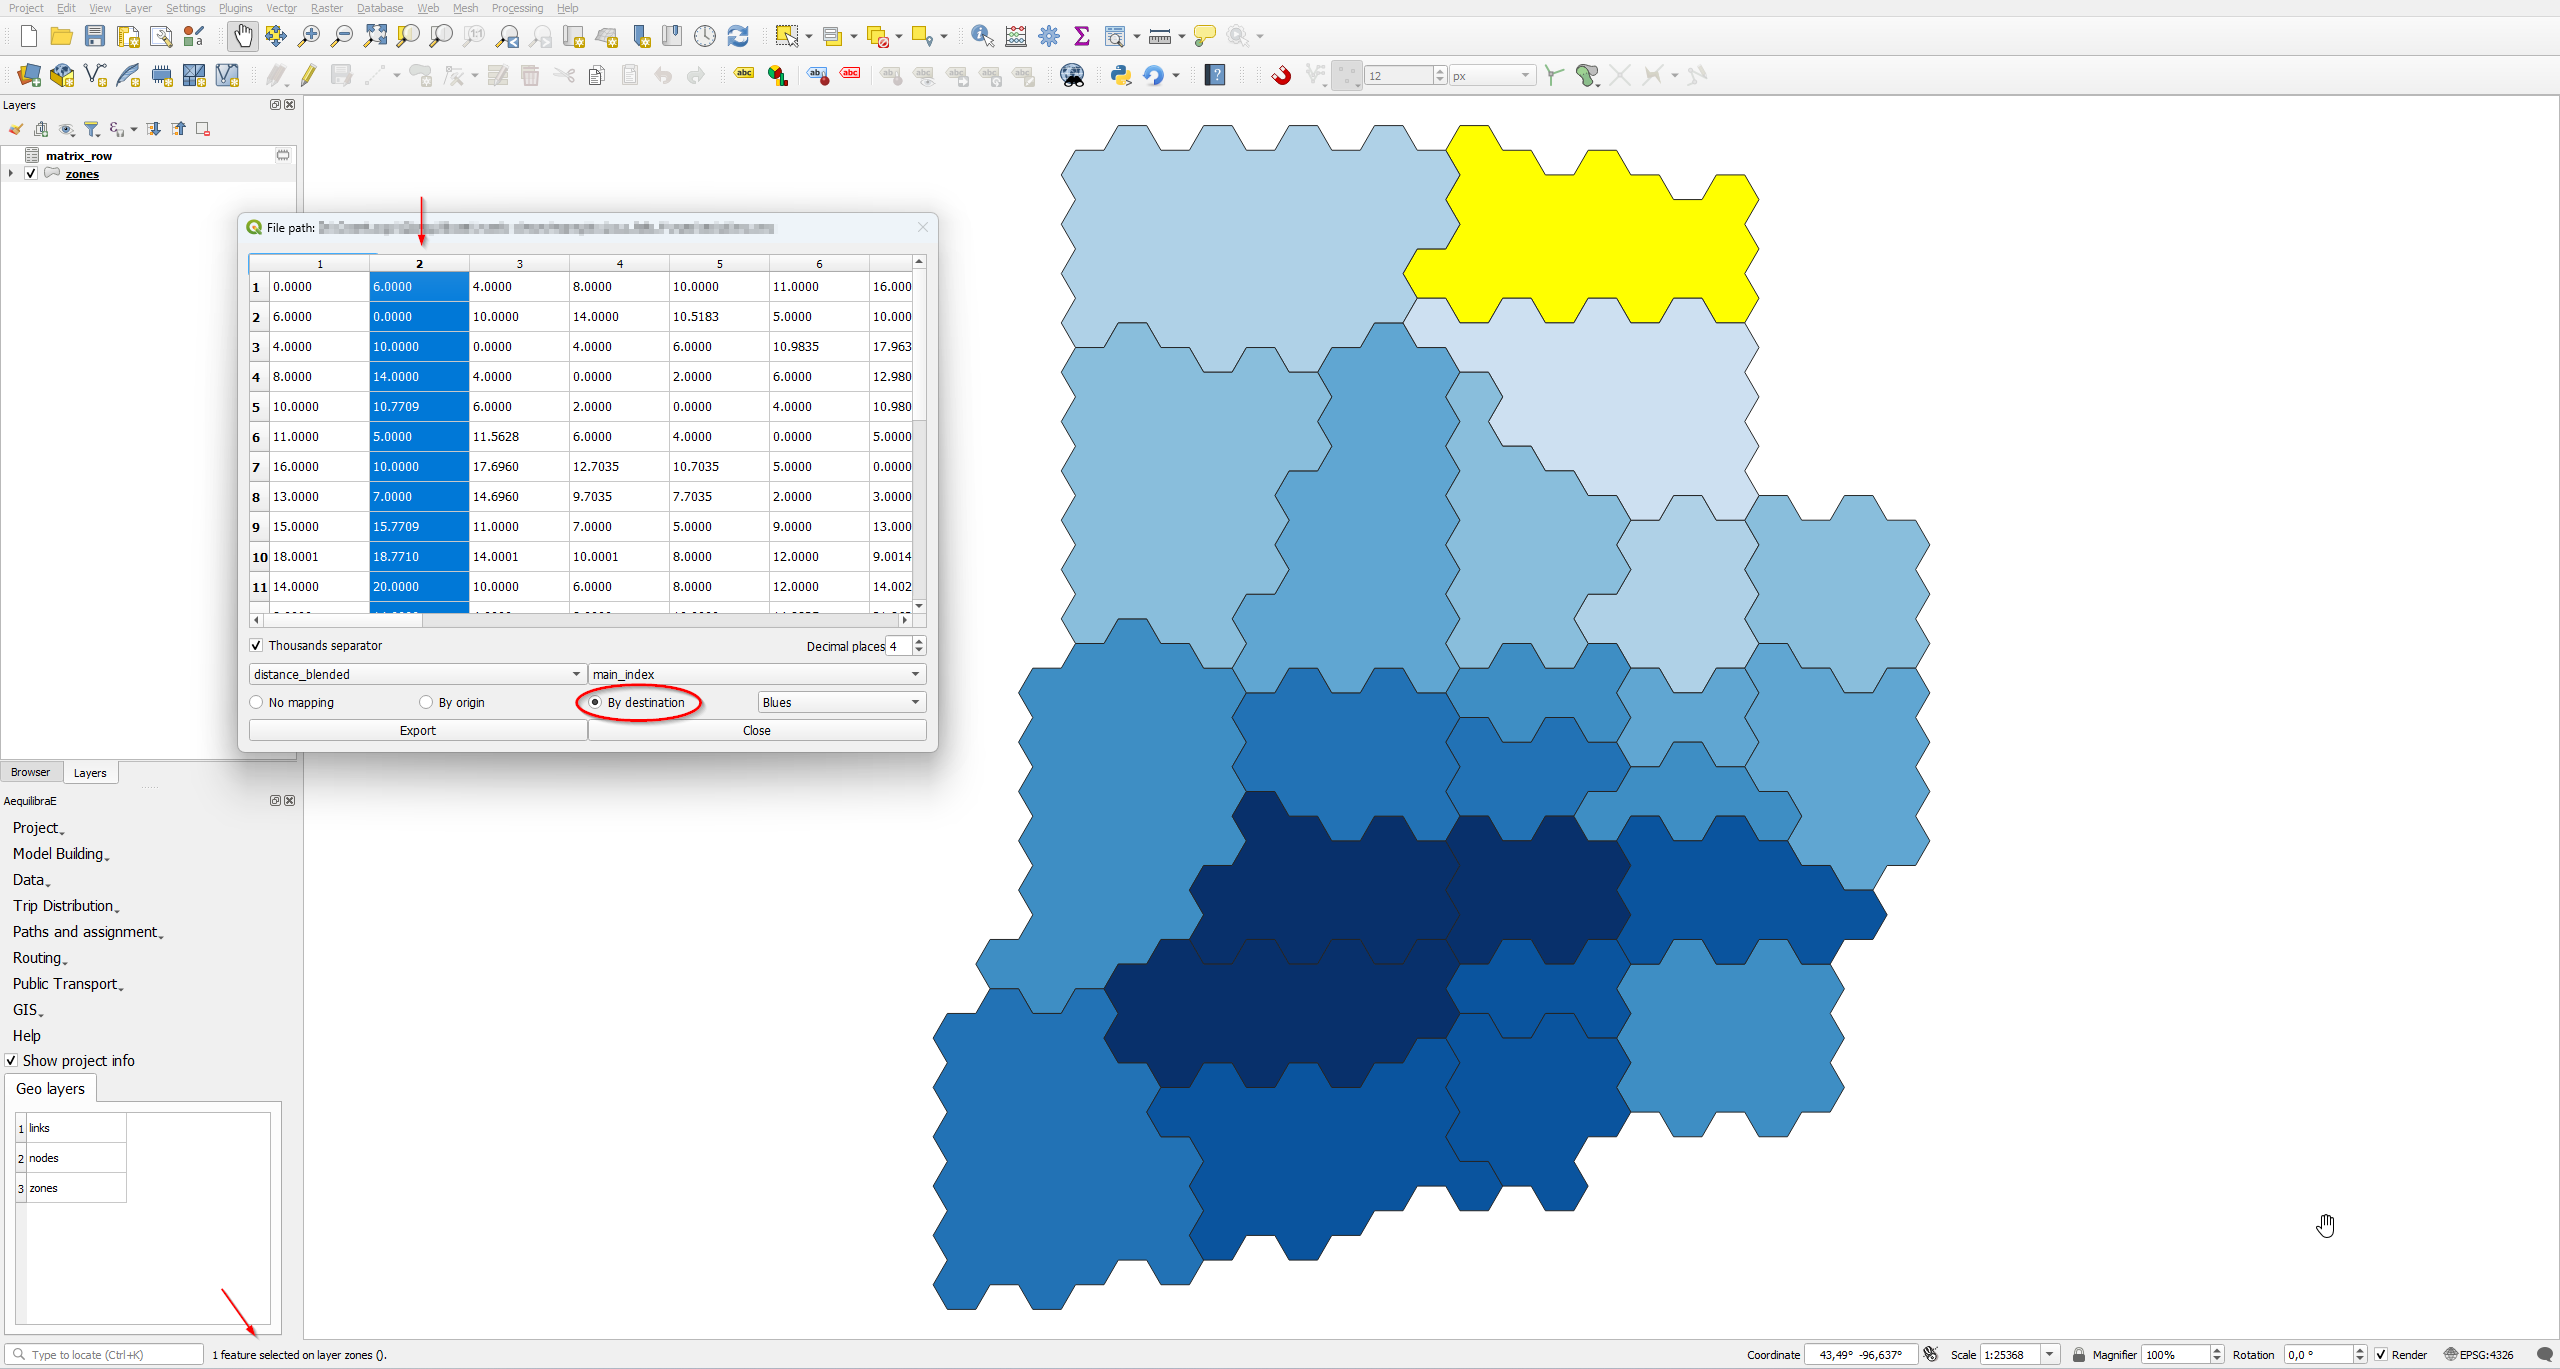 Project Edit View Layer Settings Plugins Vector Raster Database Web Mesh Processing Help
12 px
Layers
matrix_row
zones
File path:
1 2 3 4 5 6
1 0.0000 6.0000 4.0000 8.0000 10.0000 11.0000 16.000
2 6.0000 0.0000 10.0000 14.0000 10.5183 5.0000 10.000
3 4.0000 10.0000 0.0000 4.0000 6.0000 10.9835 17.963
4 8.0000 14.0000 4.0000 0.0000 2.0000 6.0000 12.980
5 10.0000 10.7709 6.0000 2.0000 0.0000 4.0000 10.980
6 11.0000 5.0000 11.5628 6.0000 4.0000 0.0000 5.0000
7 16.0000 10.0000 17.6960 12.7035 10.7035 5.0000 0.0000
8 13.0000 7.0000 14.6960 9.7035 7.7035 2.0000 3.0000
9 15.0000 15.7709 11.0000 7.0000 5.0000 9.0000 13.000
10 18.0001 18.7710 14.0001 10.0001 8.0000 12.0000 9.0014
11 14.0000 20.0000 10.0000 6.0000 8.0000 12.0000 14.002
Thousands separator Decimal places 4
distance_blended main_index
No mapping By origin By destination Blues
Export Close
Browser Layers
AequilibraE
Project
Model Building
Data
Trip Distribution
Paths and assignment
Routing
Public Transport
GIS
Help
Show project info
Geo layers
1 links
2 nodes
3 zones
Type to locate (Ctrl+K) 1 feature selected on layer zones (). Coordinate 43,49° -96,637° Scale 1:25368 Magnifier 100% Rotation 0,0 ° Render EPSG:4326